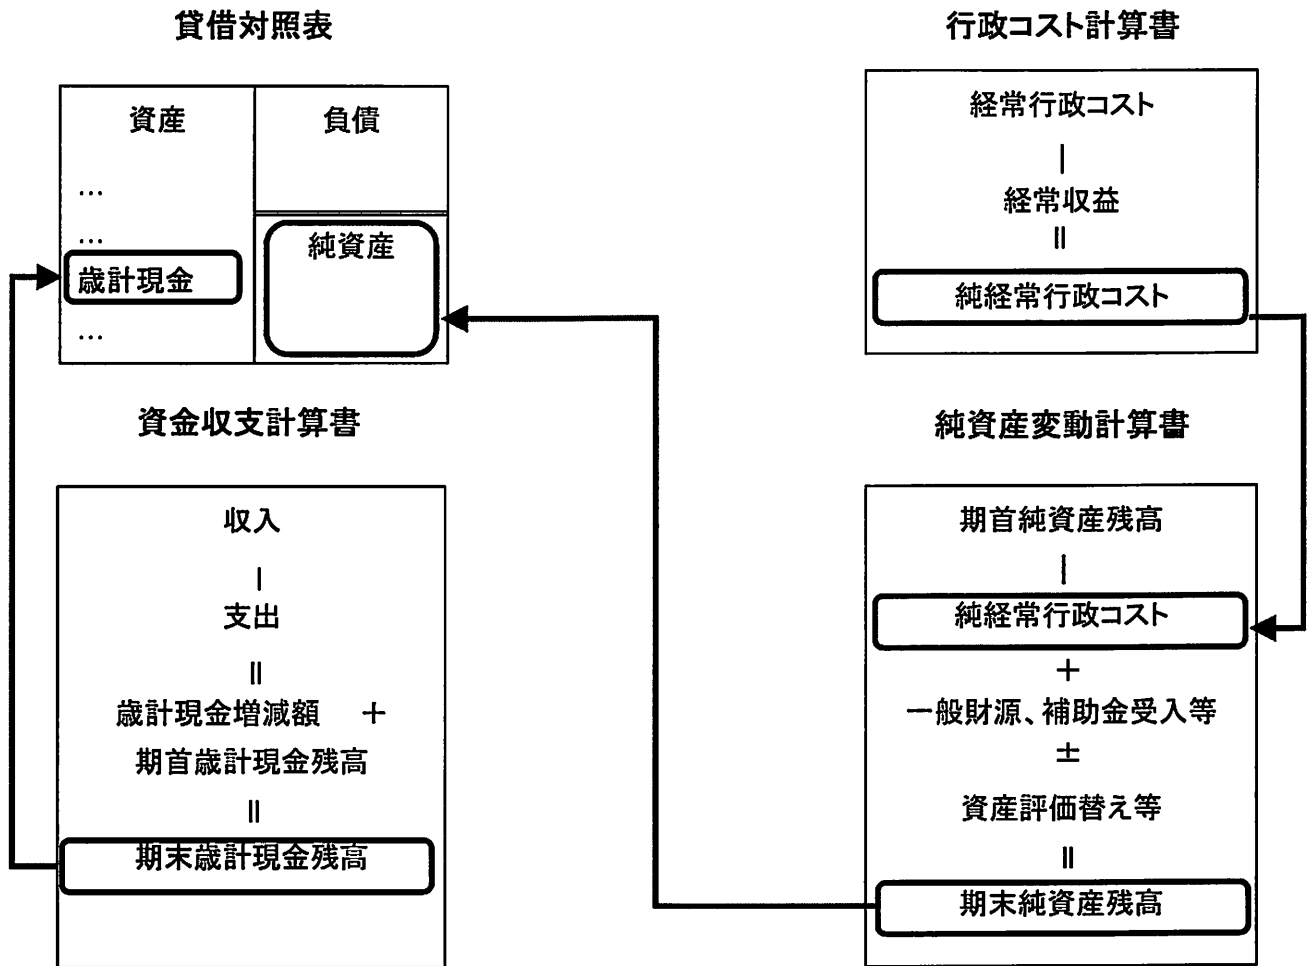 貸借対照表
資産
負債
…
…
歳計現金
…
純資産
行政コスト計算書
経常行政コスト
ー
経常収益
||
純経常行政コスト
資金収支計算書
収入
ー
支出
||
歳計現金増減額 ＋
期首歳計現金残高
||
期末歳計現金残高
純資産変動計算書
期首純資産残高
ー
純経常行政コスト
＋
一般財源、補助金受入等
±
資産評価替え等
||
期末純資産残高